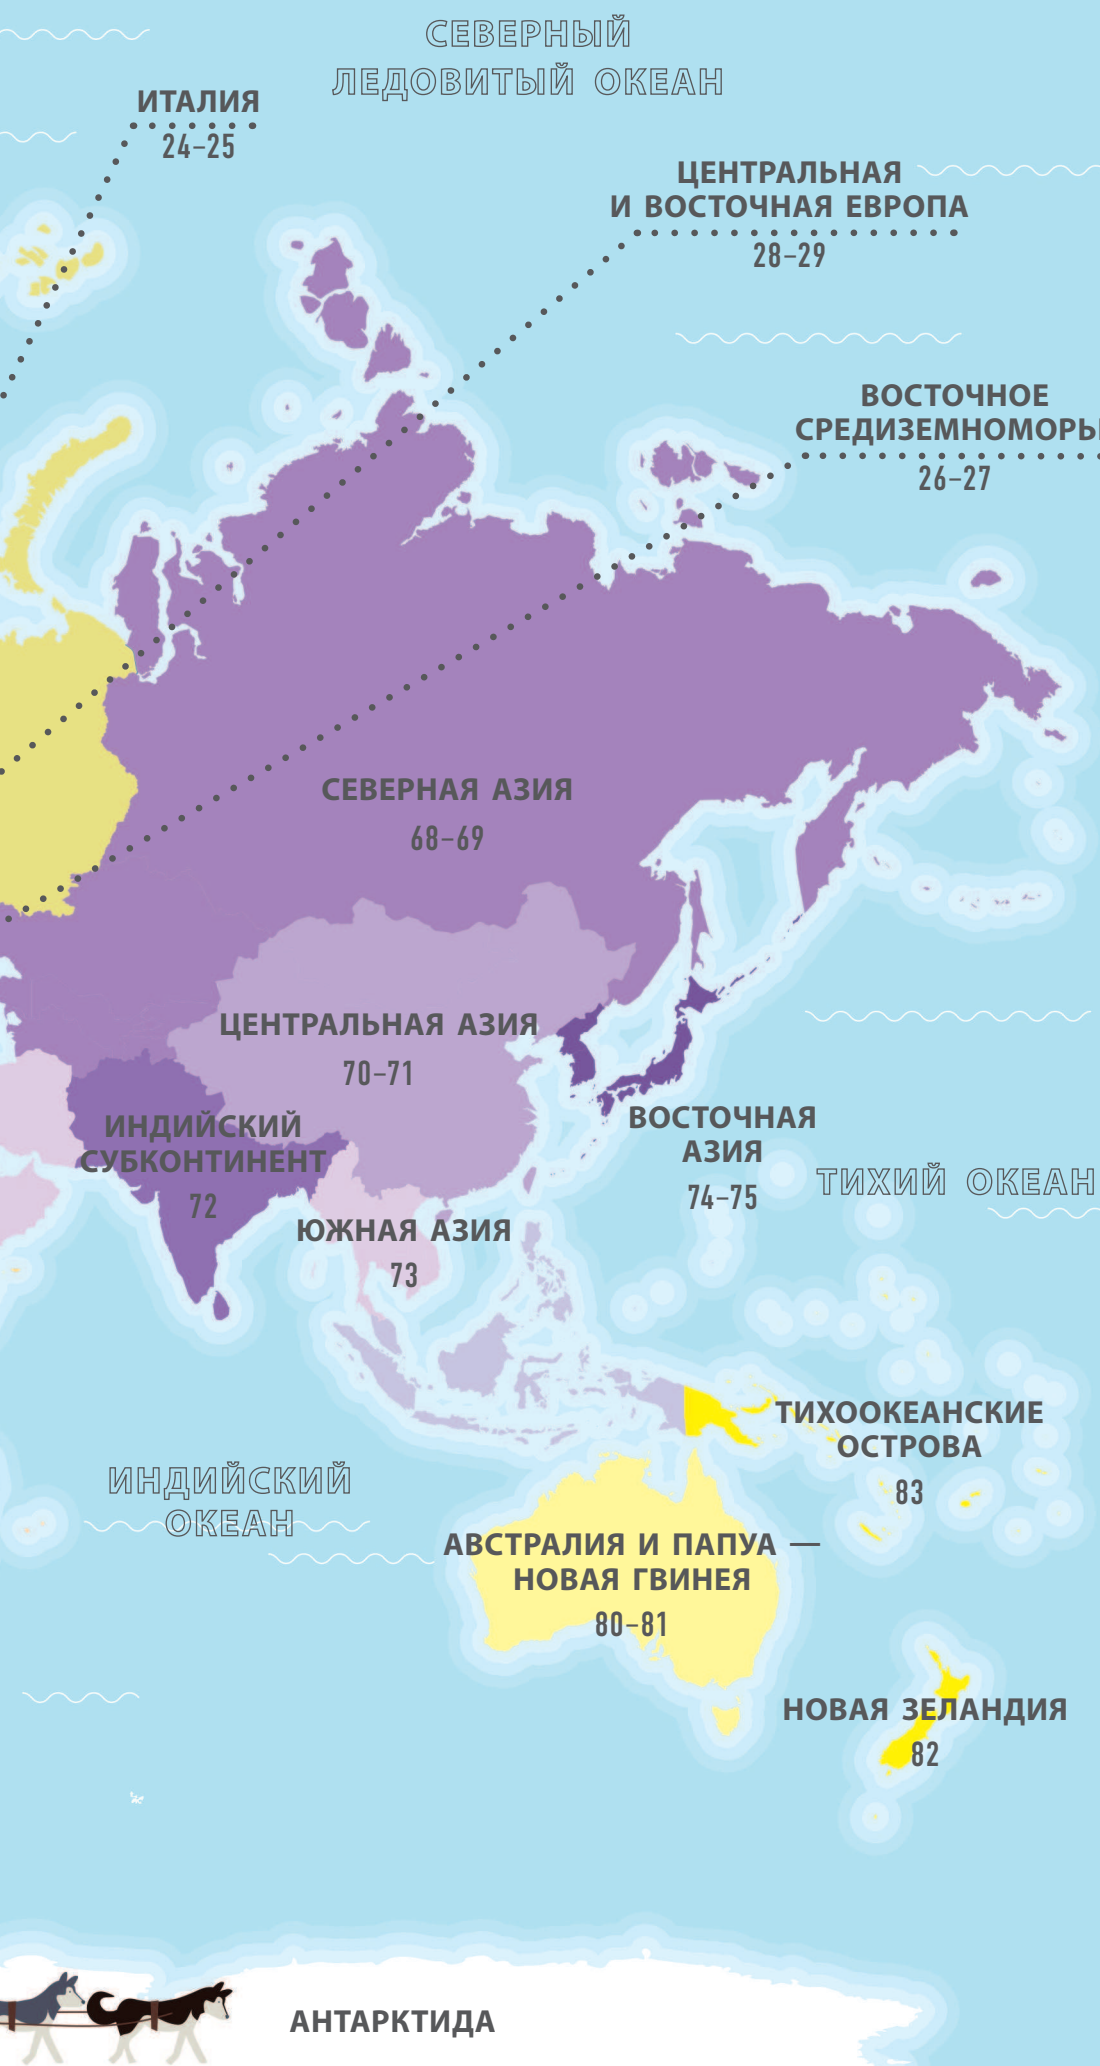 СЕВЕРНЫЙ
ЛЕДОВИТЫЙ ОКЕАН
ИТАЛИЯ
24–25
ЦЕНТРАЛЬНАЯ
И ВОСТОЧНАЯ ЕВРОПА
28–29
ВОСТОЧНОЕ
СРЕДИЗЕМНОМОРЬ
26–27
СЕВЕРНАЯ АЗИЯ
68–69
ЦЕНТРАЛЬНАЯ АЗИЯ
70–71
ИНДИЙСКИЙ
СУБКОНТИНЕНТ
72
ВОСТОЧНАЯ
АЗИЯ
74–75
ТИХИЙ ОКЕАН
ЮЖНАЯ АЗИЯ
73
ТИХООКЕАНСКИЕ
ОСТРОВА
83
ИНДИЙСКИЙ
ОКЕАН
АВСТРАЛИЯ И ПАПУА —
НОВАЯ ГВИНЕЯ
80–81
НОВАЯ ЗЕЛАНДИЯ
82
АНТАРКТИДА